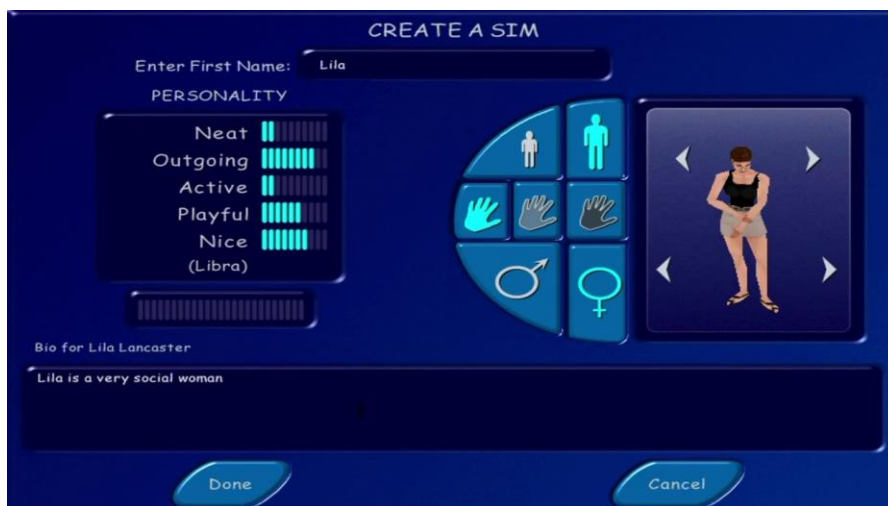 CREATE A SIM
Enter First Name: Lila
PERSONALITY
Neat
Outgoing
Active
Playful
Nice
(Libra)
Bio for Lila Lancaster
Lila is a very social woman
Done
Cancel